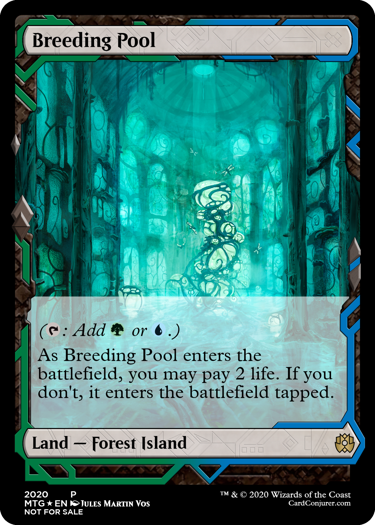 Breeding Pool
(: Add or .)
As Breeding Pool enters the
battlefield, you may pay 2 life. If you
don't, it enters the battlefield tapped.
Land — Forest Island
2020 P
MTG ★ EN Jules Martin Vos
NOT FOR SALE
™ & © 2020 Wizards of the Coast
CardConjurer.com